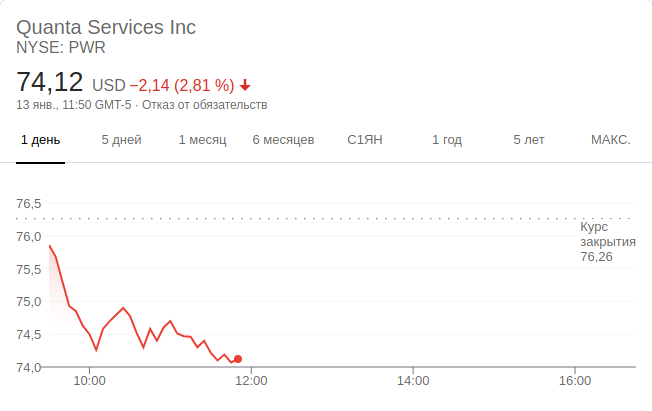 Quanta Services Inc
NYSE: PWR
74,12 USD −2,14 (2,81 %)
13 янв., 11:50 GMT-5 · Отказ от обязательств
1 день 5 дней 1 месяц 6 месяцев С1ЯН 1 год 5 лет МАКС.
76,5
Курс
закрытия
76,26
76,0
75,5
75,0
74,5
74,0
10:00 12:00 14:00 16:00